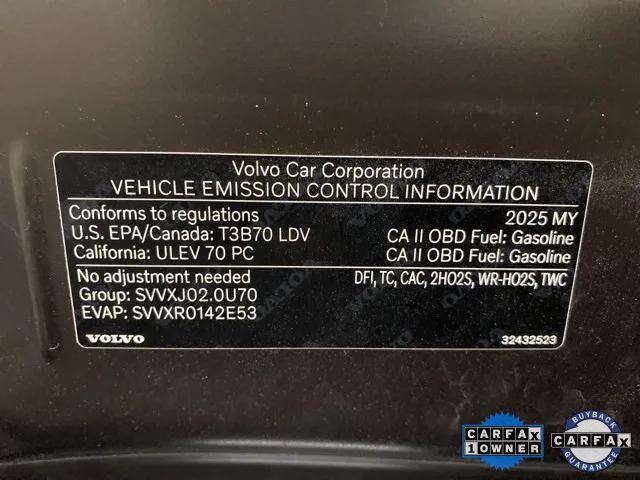 Volvo Car Corporation
VEHICLE EMISSION CONTROL INFORMATION
Conforms to regulations 2025 MY
U.S. EPA/Canada: T3B70 LDV CA II OBD Fuel: Gasoline
California: ULEV 70 PC CA II OBD Fuel: Gasoline
No adjustment needed DFI, TC, CAC, 2HO2S, WR-HO2S, TWC
Group: SVVXJ02.0U70
EVAP: SVVXR0142E53
VOLVO 32432523
CARFAX
1 OWNER
BUYBACK
CARFAX
GUARANTEE